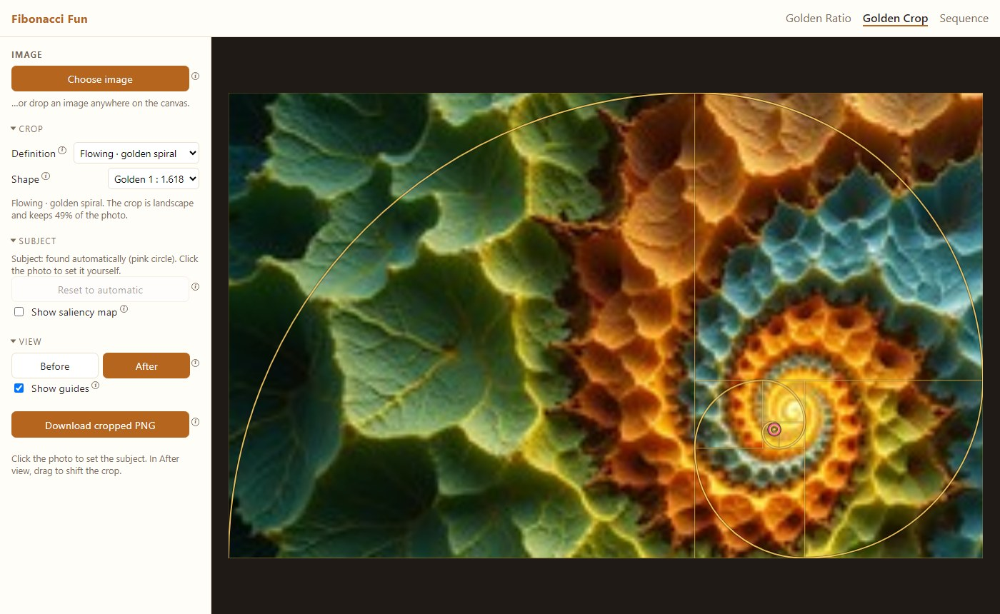 Fibonacci Fun
Golden Ratio
Golden Crop
Sequence
IMAGE
Choose image
...or drop an image anywhere on the canvas.
CROP
Definition
Flowing · golden spiral
Shape
Golden 1 : 1.618
Flowing · golden spiral. The crop is landscape
and keeps 49% of the photo.
SUBJECT
Subject: found automatically (pink circle). Click
the photo to set it yourself.
Reset to automatic
Show saliency map
VIEW
Before
After
Show guides
Download cropped PNG
Click the photo to set the subject. In After
view, drag to shift the crop.